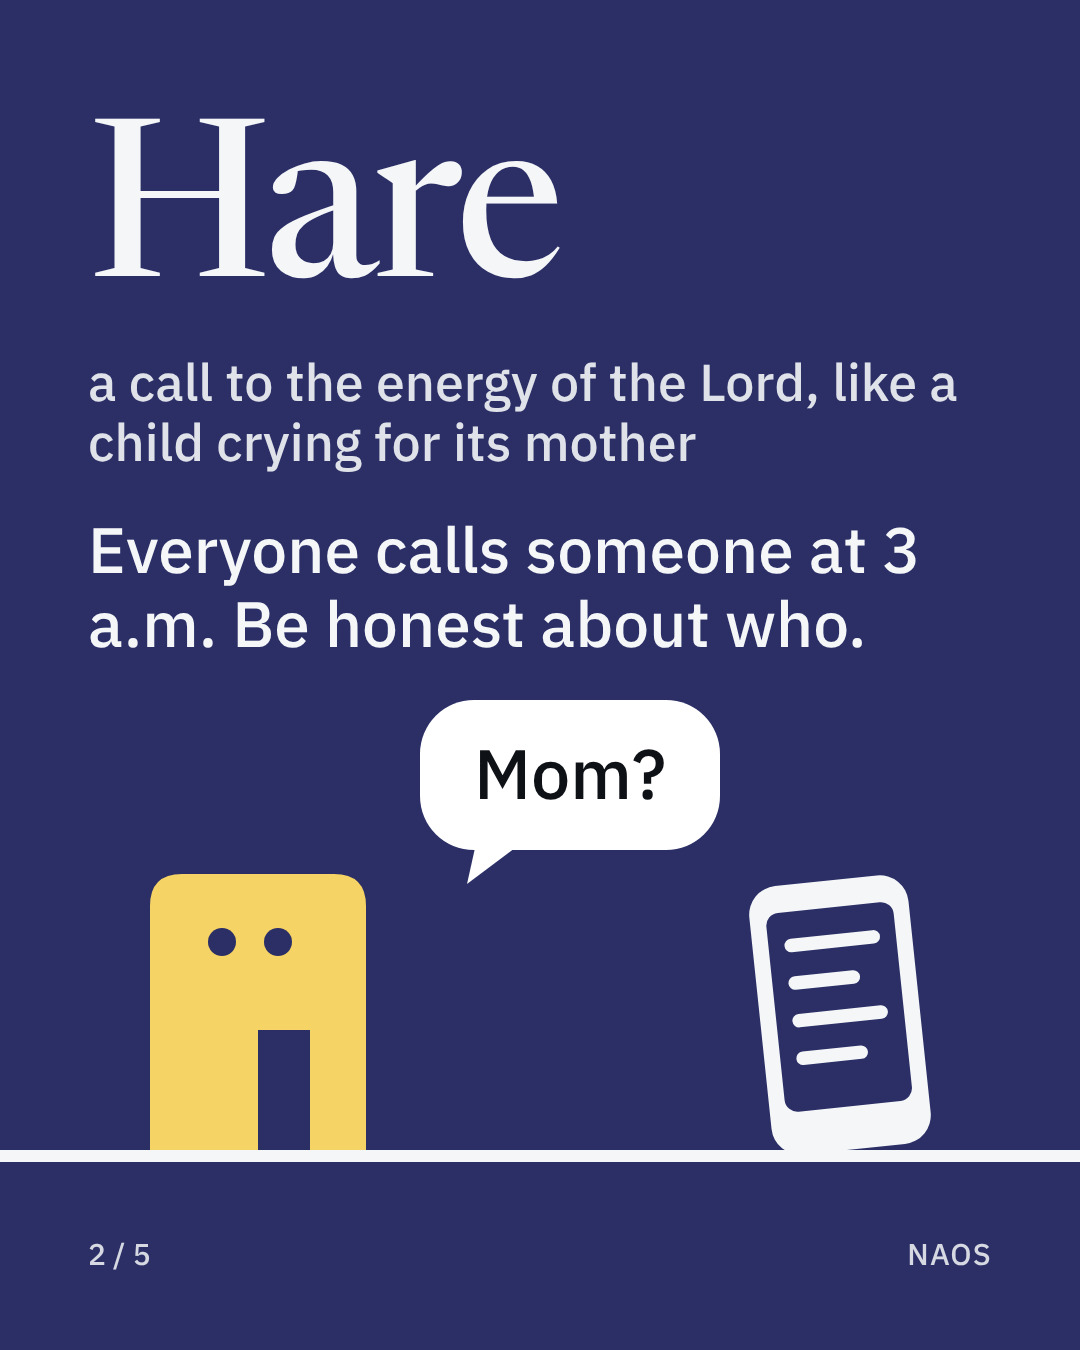 Hare
a call to the energy of the Lord, like a
child crying for its mother
Everyone calls someone at 3
a.m. Be honest about who.
Mom?
2 / 5
NAOS